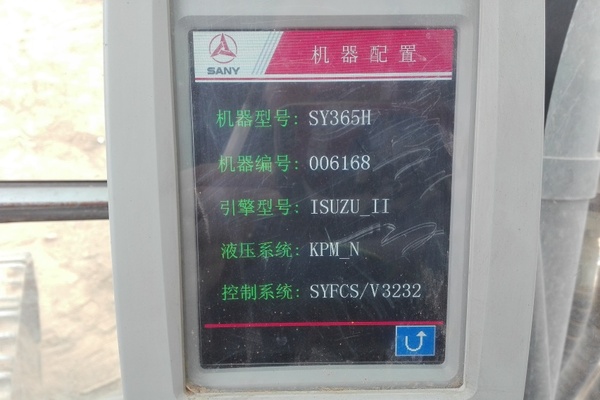 SANY
机器配置
机器型号: SY365H
机器编号: 006168
引擎型号: ISUZU_II
液压系统: KPM_N
控制系统: SYFCS/V3232